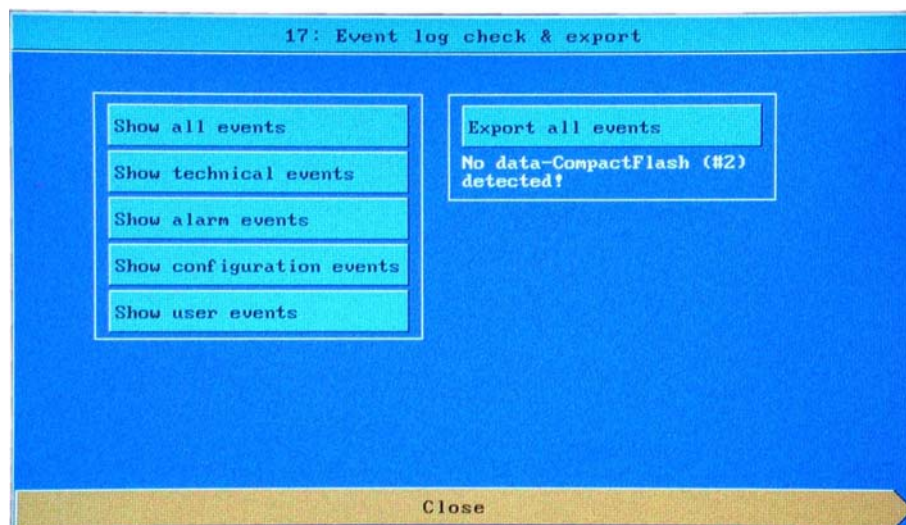 17: Event log check & export
Show all events
Show technical events
Show alarm events
Show configuration events
Show user events
Export all events
No data-CompactFlash (#2)
detected!
Close